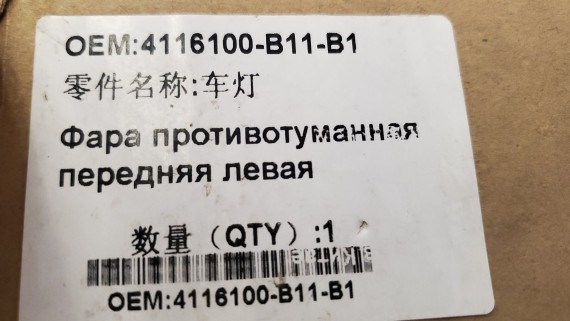 OEM:4116100-B11-B1
零件名称:车灯
Фара противотуманная
передняя левая
数量（QTY）:1
OEM:4116100-B11-B1